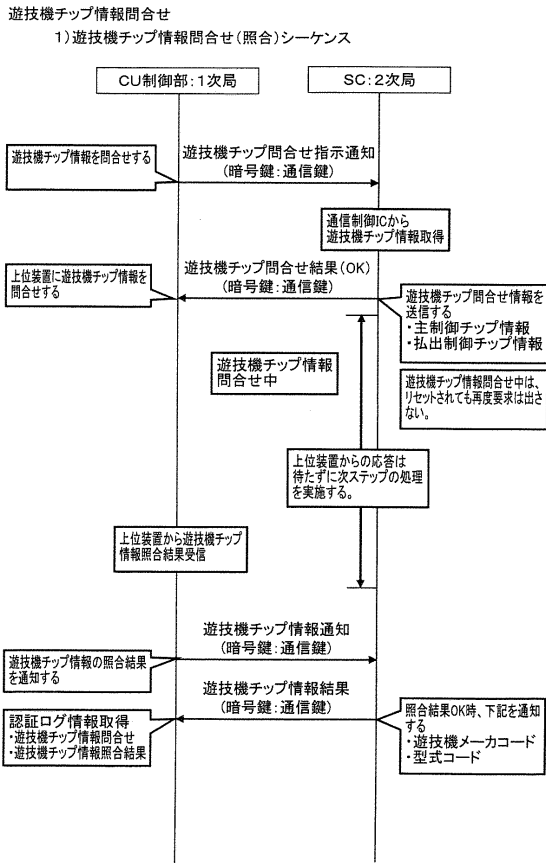 遊技機チップ情報問合せ
1)遊技機チップ情報問合せ(照合)シーケンス
CU制御部:1次局
SC:2次局
遊技機チップ情報を問合せする
遊技機チップ問合せ指示通知
(暗号鍵:通信鍵)
通信制御ICから
遊技機チップ情報取得
上位装置に遊技機チップ情報を
問合せする
遊技機チップ問合せ結果(OK)
(暗号鍵:通信鍵)
遊技機チップ問合せ情報を
送信する
・主制御チップ情報
・払出制御チップ情報
遊技機チップ情報
問合せ中
遊技機チップ情報問合せ中は、
リセットされても再度要求は出さ
ない。
上位装置からの応答は
待たずに次ステップの処理
を実施する。
上位装置から遊技機チップ
情報照合結果受信
遊技機チップ情報通知
(暗号鍵:通信鍵)
遊技機チップ情報の照合結果
を通知する
遊技機チップ情報結果
(暗号鍵:通信鍵)
認証ログ情報取得
・遊技機チップ情報問合せ
・遊技機チップ情報照合結果
照合結果OK時、下記を通知
する
・遊技機メーカコード
・型式コード